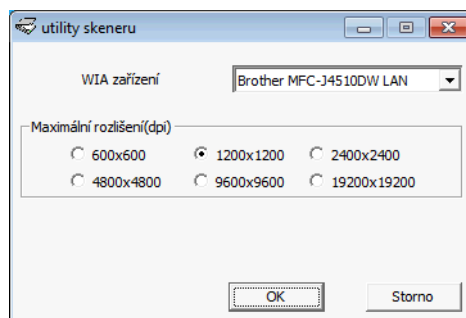 utility skeneru
WIA zařízení
Brother MFC-J4510DW LAN
Maximální rozlišení(dpi)
600x600 1200x1200 2400x2400
4800x4800 9600x9600 19200x19200
OK Storno